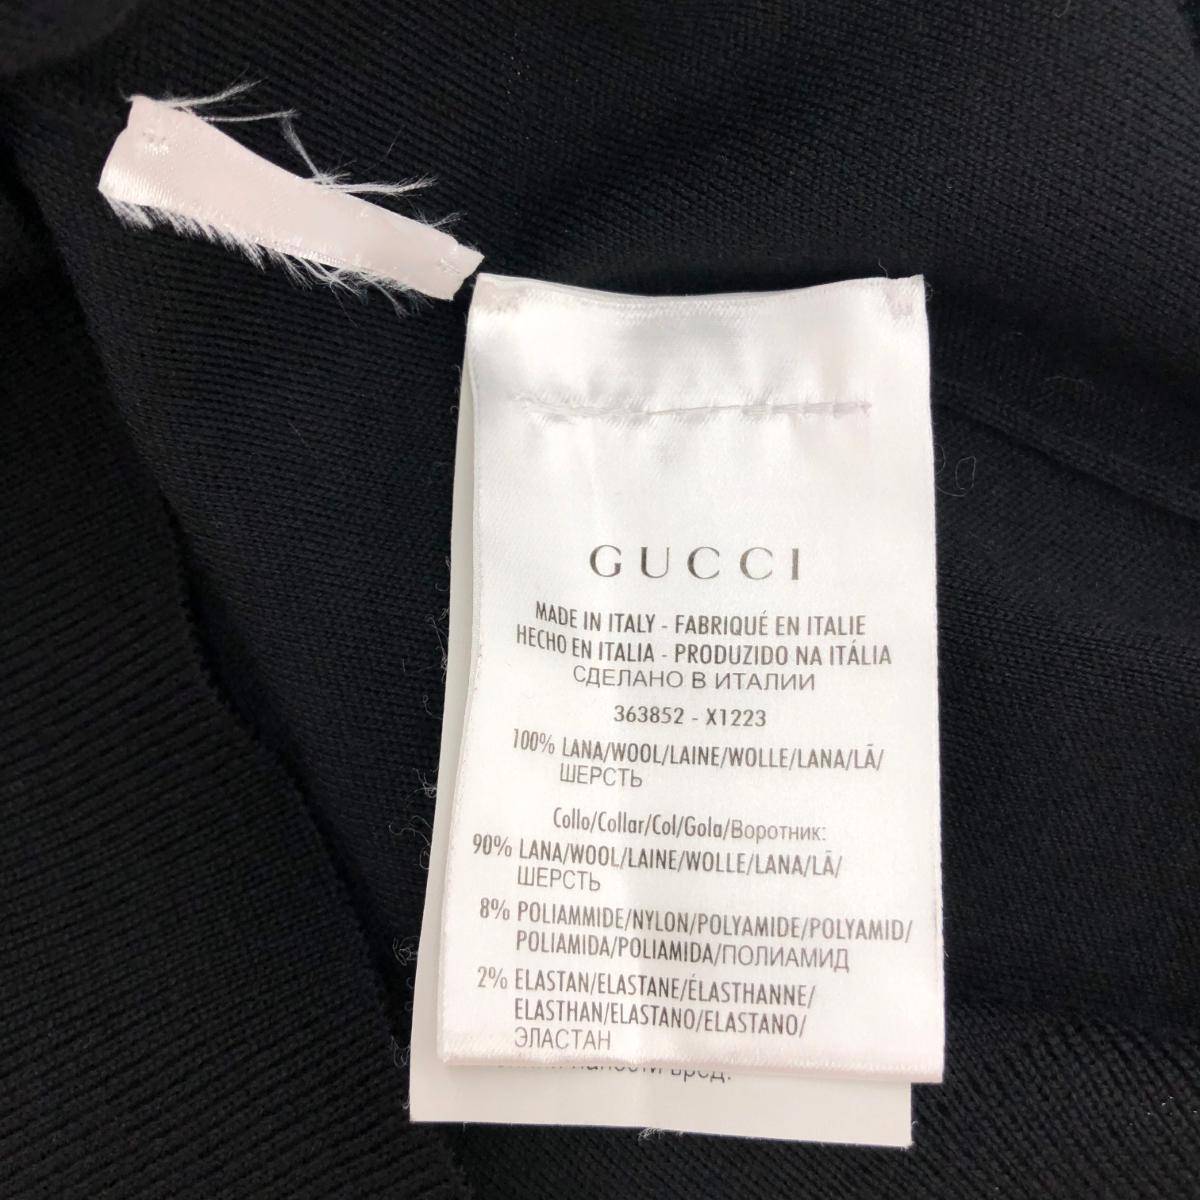 GUCCI
MADE IN ITALY - FABRIQUÉ EN ITALIE
HECHO EN ITALIA - PRODUZIDO NA ITÁLIA
СДЕЛАНО В ИТАЛИИ
363852 - X1223
100% LANA/WOOL/LAINE/WOLLE/LANA/LÃ/
ШЕРСТЬ
Collo/Collar/Col/Gola/Воротник:
90% LANA/WOOL/LAINE/WOLLE/LANA/LÃ/
ШЕРСТЬ
8% POLIAMMIDE/NYLON/POLYAMIDE/POLYAMID/
POLIAMIDA/POLIAMIDA/ПОЛИАМИД
2% ELASTAN/ELASTANE/ÉLASTHANNE/
ELASTHAN/ELASTANO/ELASTANO/
ЭЛАСТАН
вред.